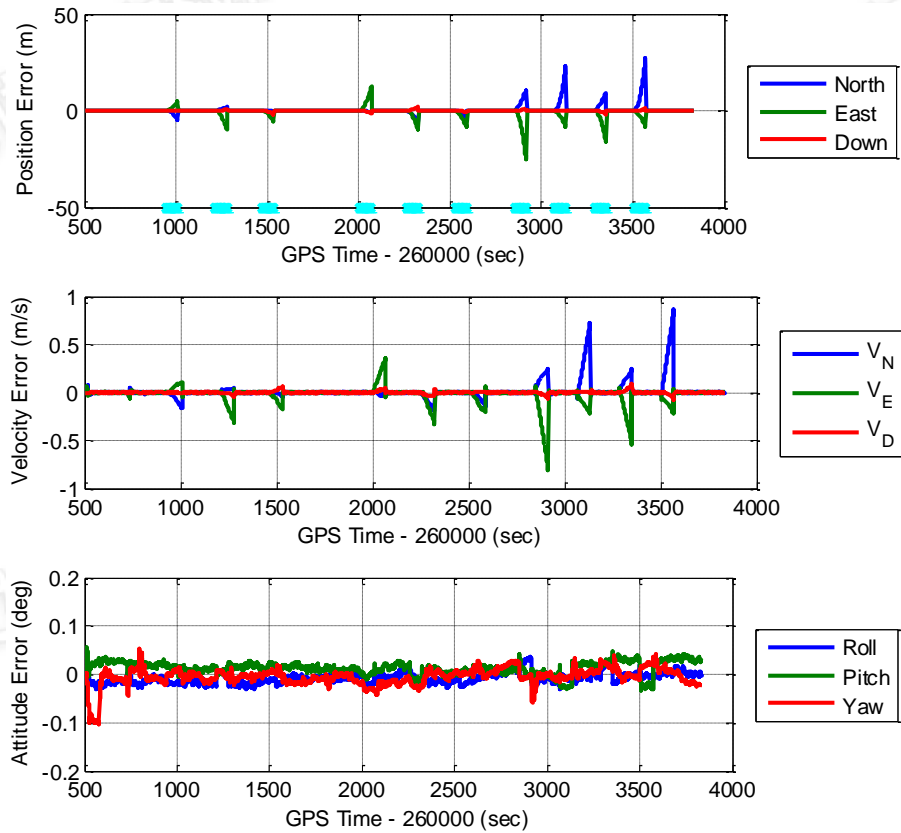 Position Error (m)
50
0
-50
500 1000 1500 2000 2500 3000 3500 4000
GPS Time - 260000 (sec)
North
East
Down
Velocity Error (m/s)
1
0.5
0
-0.5
-1
500 1000 1500 2000 2500 3000 3500 4000
GPS Time - 260000 (sec)
V_N
V_E
V_D
Attitude Error (deg)
0.2
0.1
0
-0.1
-0.2
500 1000 1500 2000 2500 3000 3500 4000
GPS Time - 260000 (sec)
Roll
Pitch
Yaw